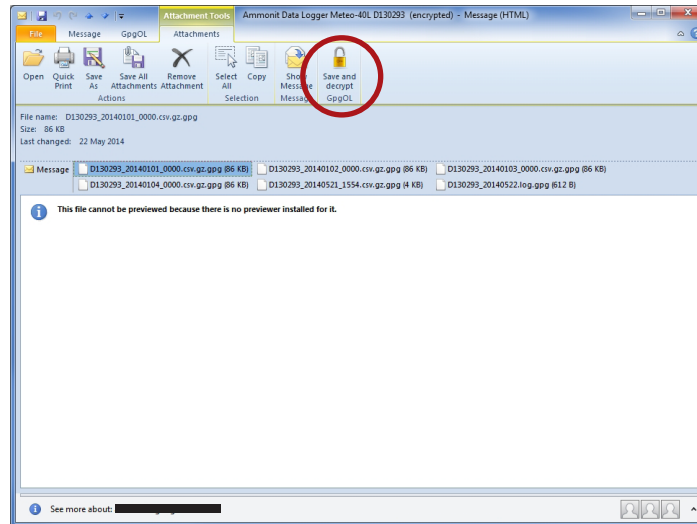 Attachment Tools Ammonit Data Logger Meteo-40L D130293 (encrypted) - Message (HTML)
File Message GpgOL Attachments
Open Quick Print Save As Save All Attachments Remove Attachment Select All Copy Show Message Save and decrypt
Actions Selection Message GpgOL
File name: D130293_20140101_0000.csv.gz.gpg
Size: 86 KB
Last changed: 22 May 2014
Message D130293_20140101_0000.csv.gz.gpg (86 KB) D130293_20140102_0000.csv.gz.gpg (86 KB) D130293_20140103_0000.csv.gz.gpg (86 KB)
D130293_20140104_0000.csv.gz.gpg (86 KB) D130293_20140521_1554.csv.gz.gpg (4 KB) D130293_20140522.log.gpg (612 B)
This file cannot be previewed because there is no previewer installed for it.
See more about: